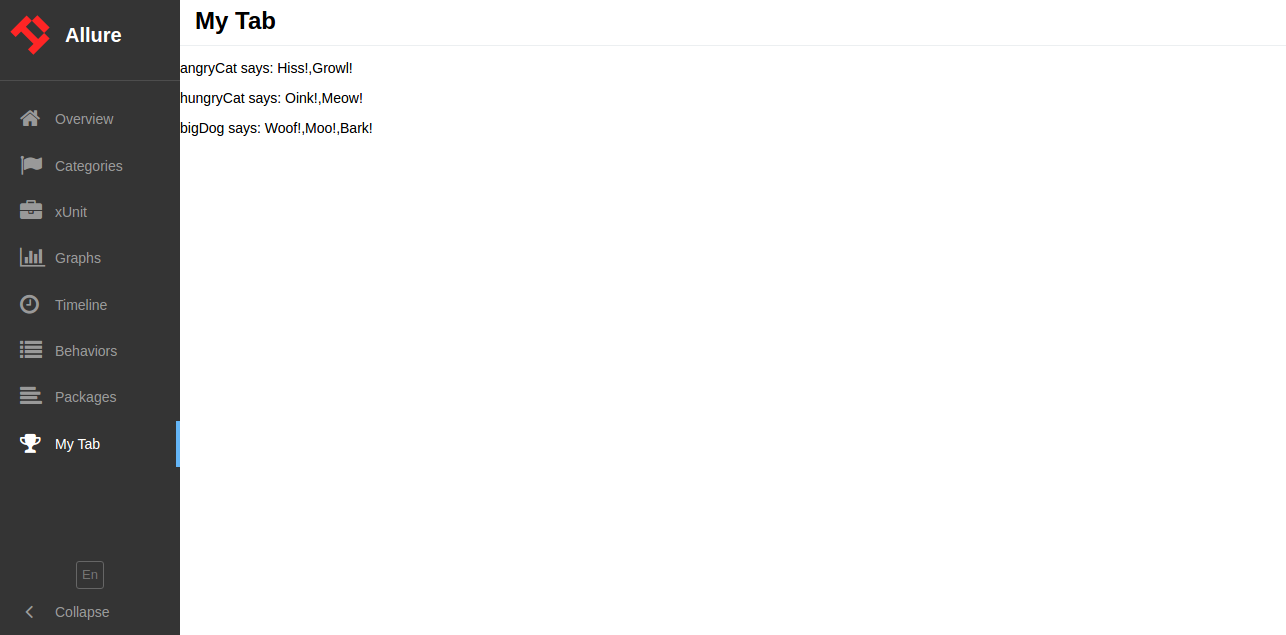 Allure
Overview
Categories
xUnit
Graphs
Timeline
Behaviors
Packages
My Tab
En
Collapse
My Tab
angryCat says: Hiss!,Growl!
hungryCat says: Oink!,Meow!
bigDog says: Woof!,Moo!,Bark!